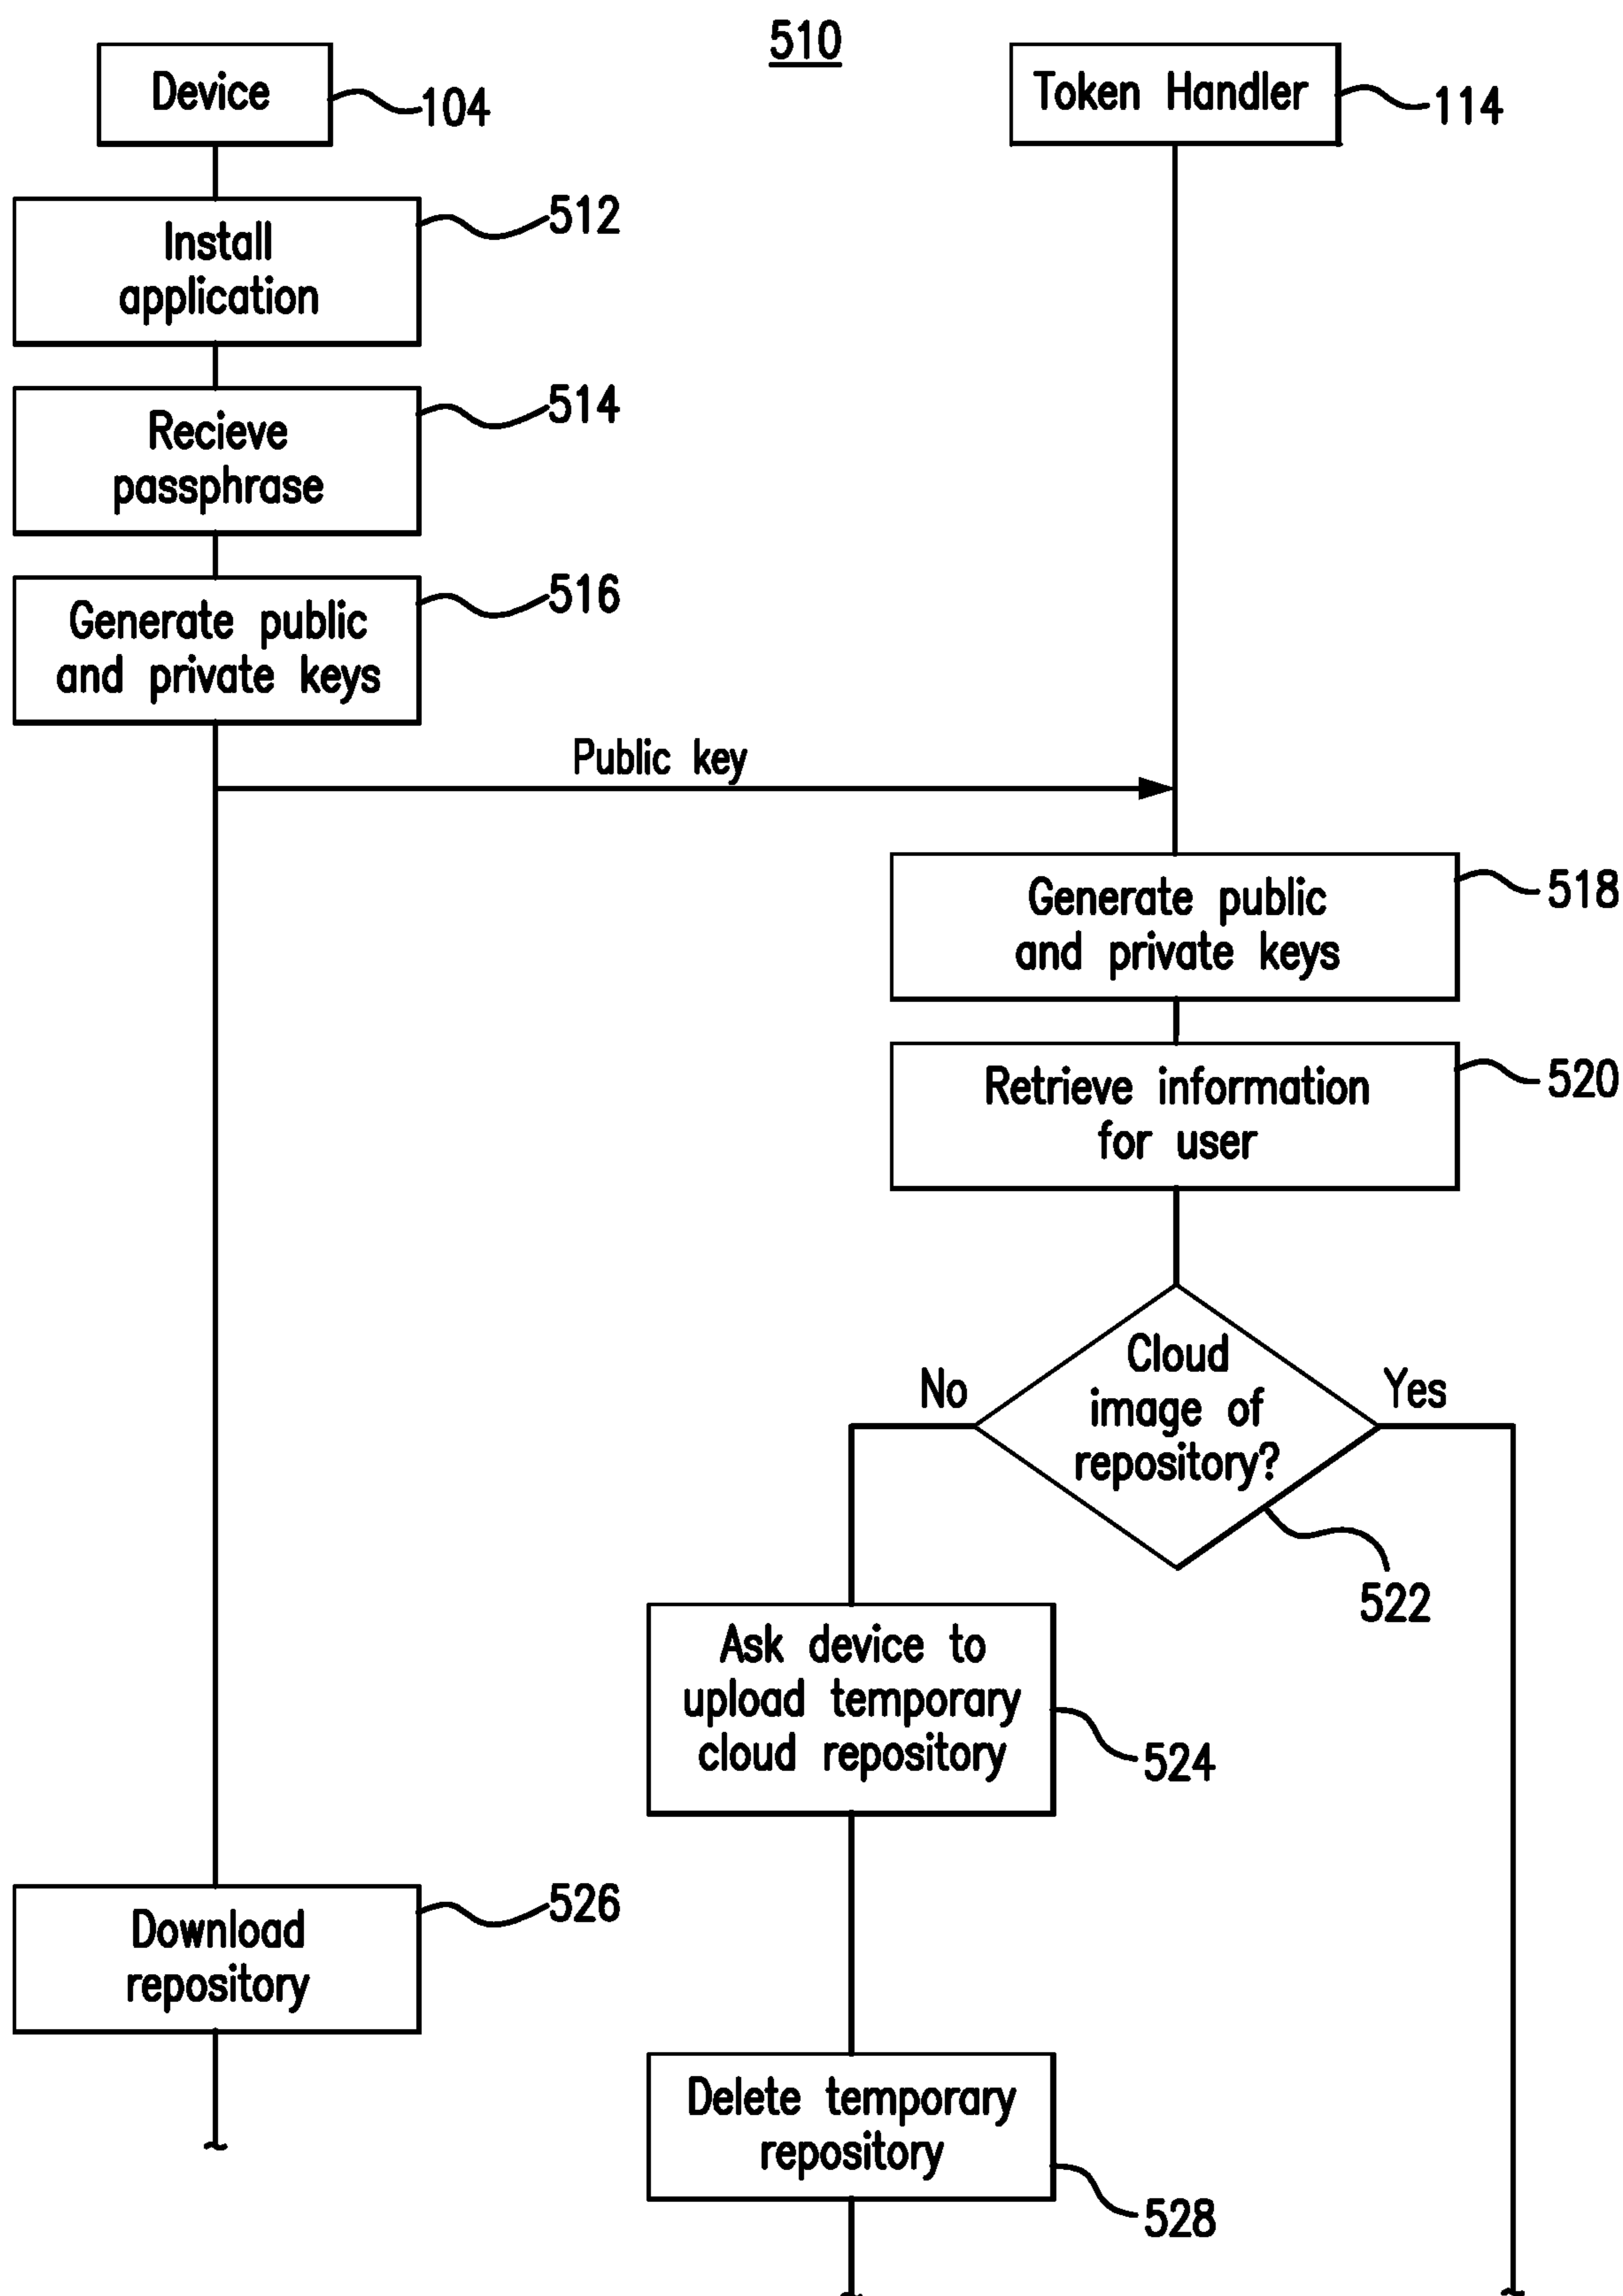 510
Device
104
Token Handler
114
Install
application
512
Recieve
passphrase
514
Generate public
and private keys
516
Public key
Generate public
and private keys
518
Retrieve information
for user
520
Cloud
image of
repository?
No
Yes
522
Ask device to
upload temporary
cloud repository
524
Download
repository
526
Delete temporary
repository
528